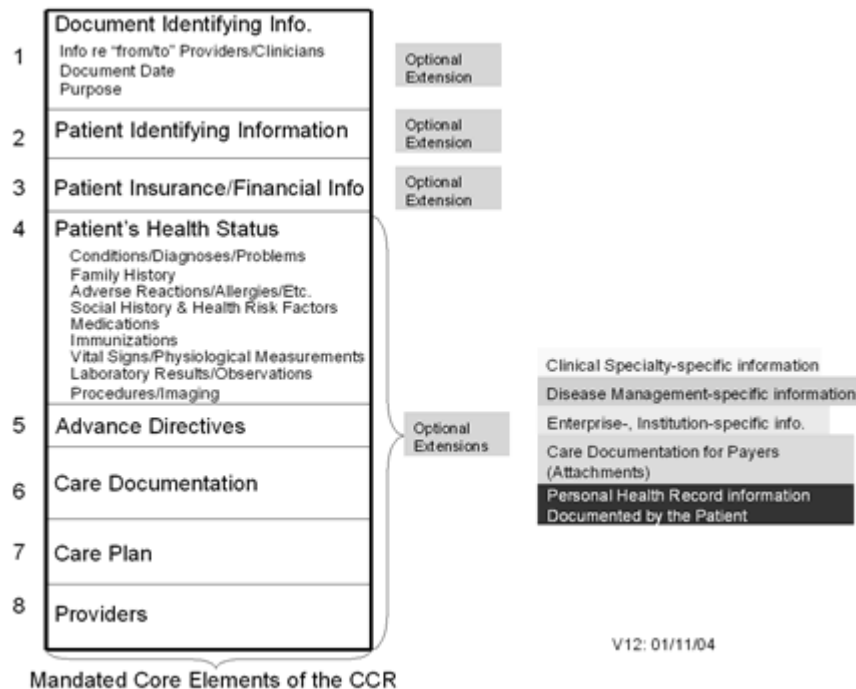 Document Identifying Info.
1
Info re "from/to" Providers/Clinicians
Document Date
Purpose
Optional
Extension
2
Patient Identifying Information
Optional
Extension
3
Patient Insurance/Financial Info
Optional
Extension
4
Patient's Health Status
Conditions/Diagnoses/Problems
Family History
Adverse Reactions/Allergies/Etc.
Social History & Health Risk Factors
Medications
Immunizations
Vital Signs/Physiological Measurements
Laboratory Results/Observations
Procedures/Imaging
5
Advance Directives
6
Care Documentation
7
Care Plan
8
Providers
Optional
Extensions
Clinical Specialty-specific information
Disease Management-specific information
Enterprise-, Institution-specific info.
Care Documentation for Payers
(Attachments)
Personal Health Record information
Documented by the Patient
V12: 01/11/04
Mandated Core Elements of the CCR